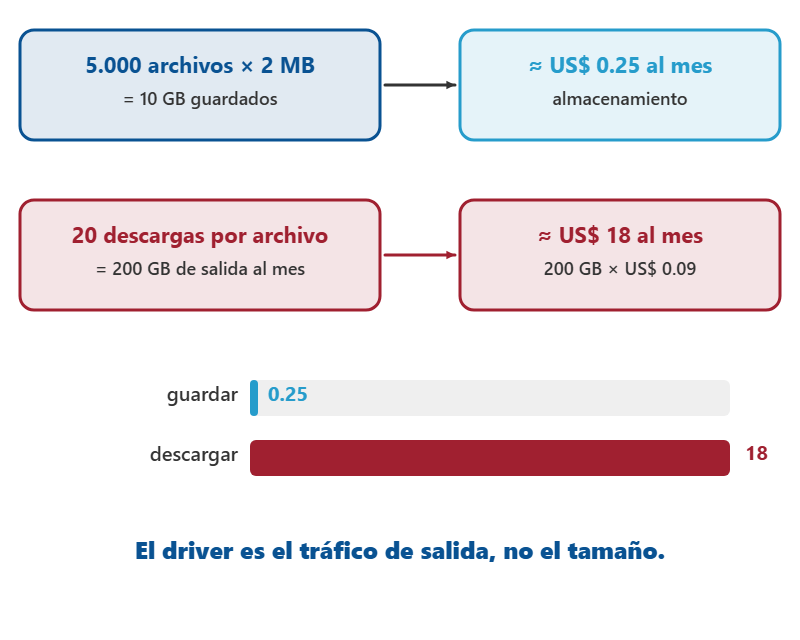 5.000 archivos × 2 MB
= 10 GB guardados
≈ US$ 0.25 al mes
almacenamiento
20 descargas por archivo
= 200 GB de salida al mes
≈ US$ 18 al mes
200 GB × US$ 0.09
guardar 0.25
descargar 18
El driver es el tráfico de salida, no el tamaño.